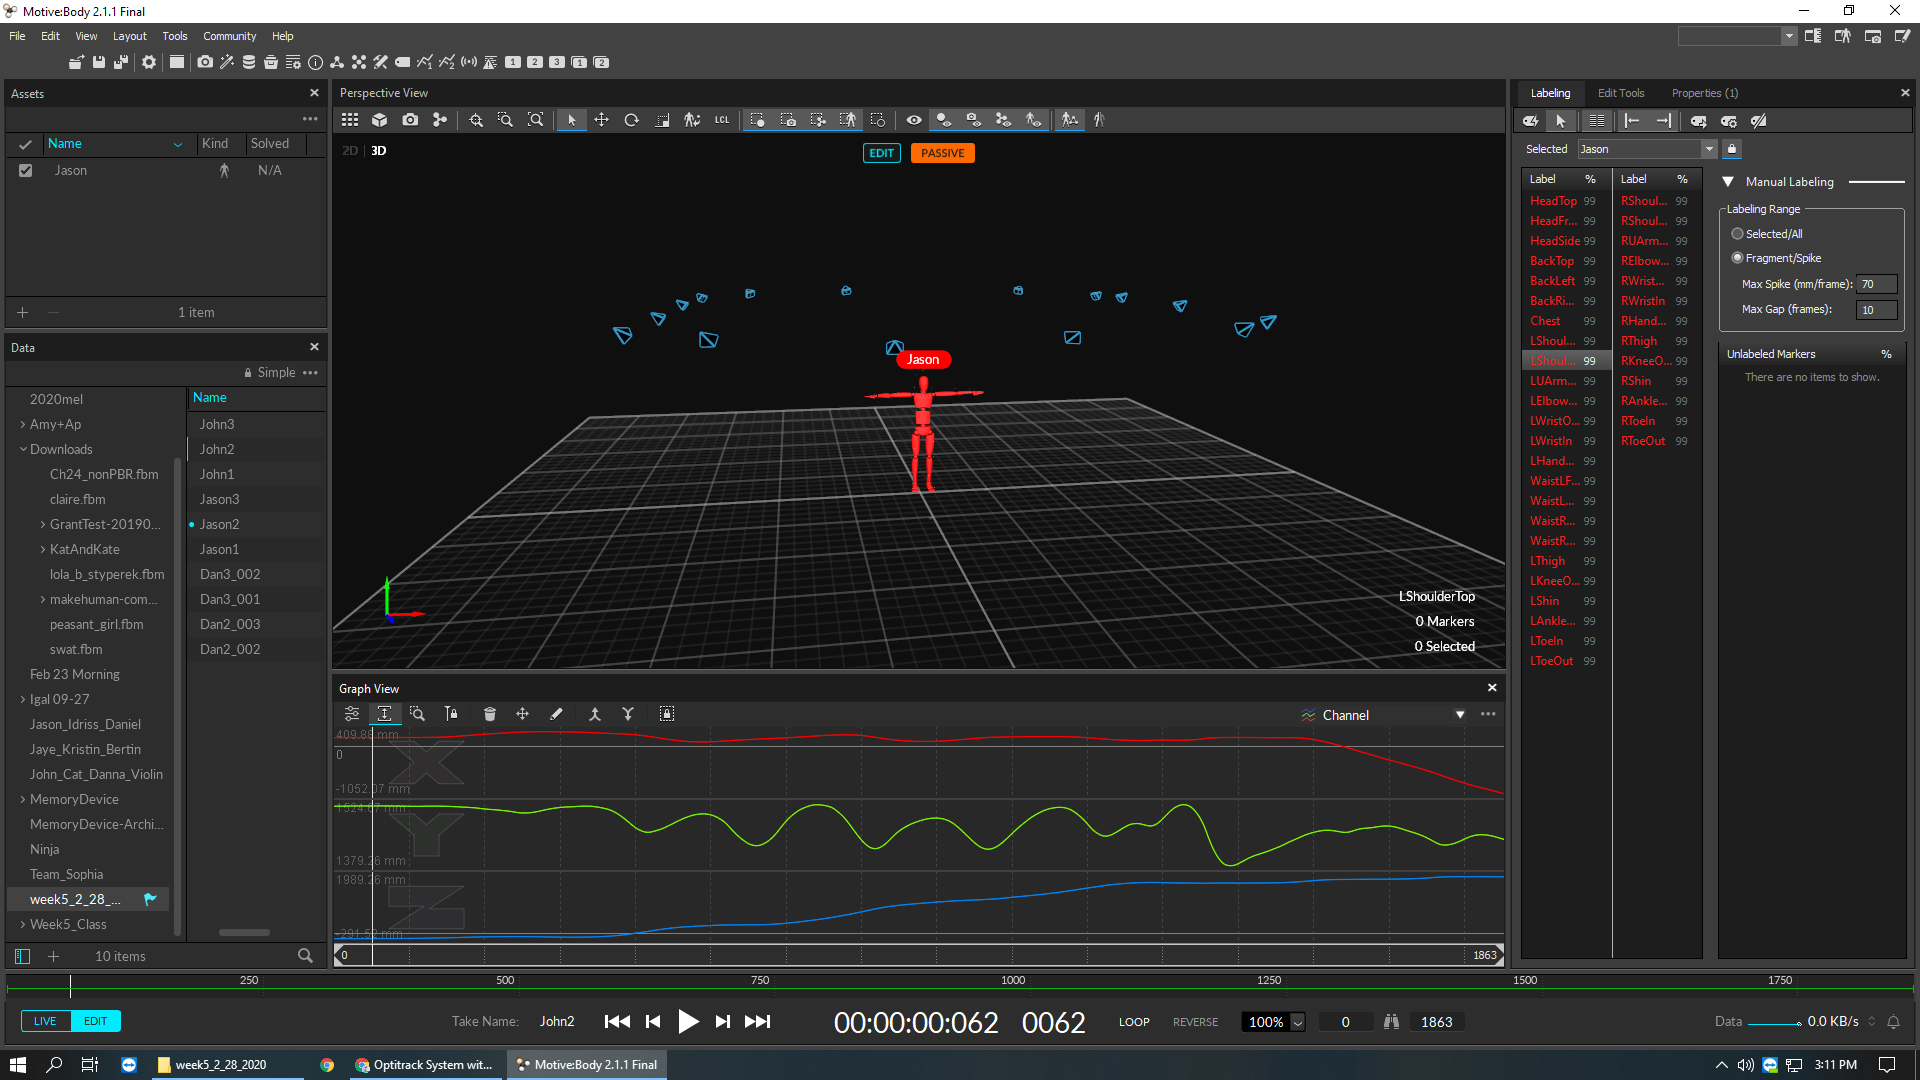 Motive:Body 2.1.1 Final
File Edit View Layout Tools Community Help
1 2 3 1 2
Assets
Name Kind Solved
Jason N/A
1 item
Data
Simple
2020mel
Amy+Ap
Downloads
Ch24_nonPBR.fbm
claire.fbm
GrantTest-20190...
KatAndKate
lola_b_styperek.fbm
makehuman-com...
peasant_girl.fbm
swat.fbm
Feb 23 Morning
Igal 09-27
Jason_Idriss_Daniel
Jaye_Kristin_Bertin
John_Cat_Danna_Violin
MemoryDevice
MemoryDevice-Archi...
Ninja
Team_Sophia
week5_2_28_...
Week5_Class
Name
John3
John2
John1
Jason3
Jason2
Jason1
Dan3_002
Dan3_001
Dan2_003
Dan2_002
10 items
Perspective View
LCL
2D 3D
EDIT PASSIVE
Jason
LShoulderTop
0 Markers
0 Selected
Graph View
Channel
409.88 mm
0
X
-1052.07 mm
1524.67 mm
Y
1379.26 mm
1989.26 mm
Z
-291.52 mm
0 1863
Labeling Edit Tools Properties (1)
Selected Jason
Label %
HeadTop 99
HeadFr... 99
HeadSide 99
BackTop 99
BackLeft 99
BackRi... 99
Chest 99
LShoul... 99
LShoul... 99
LUArm... 99
LElbow... 99
LWristO... 99
LWristIn 99
LHand... 99
WaistLF... 99
WaistL... 99
WaistR... 99
WaistR... 99
LThigh 99
LKneeO... 99
LShin 99
LAnkle... 99
LToeIn 99
LToeOut 99
Label %
RShoul... 99
RShoul... 99
RUArm... 99
RElbow... 99
RWrist... 99
RWristIn 99
RHand... 99
RThigh 99
RKneeO... 99
RShin 99
RAnkle... 99
RToeIn 99
RToeOut 99
Manual Labeling
Labeling Range
Selected/All
Fragment/Spike
Max Spike (mm/frame): 70
Max Gap (frames): 10
Unlabeled Markers %
There are no items to show.
250 500 750 1000 1250 1500 1750
LIVE EDIT
Take Name: John2
00:00:00:062 0062
LOOP REVERSE 100% 0 1863
Data 0.0 KB/s
week5_2_28_2020
Optitrack System wit...
Motive:Body 2.1.1 Final
3:11 PM